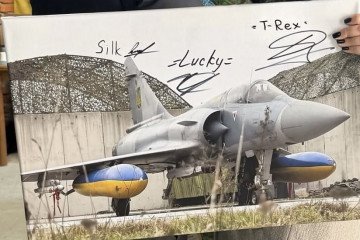 Silk
=Lucky=
-T-Rex-